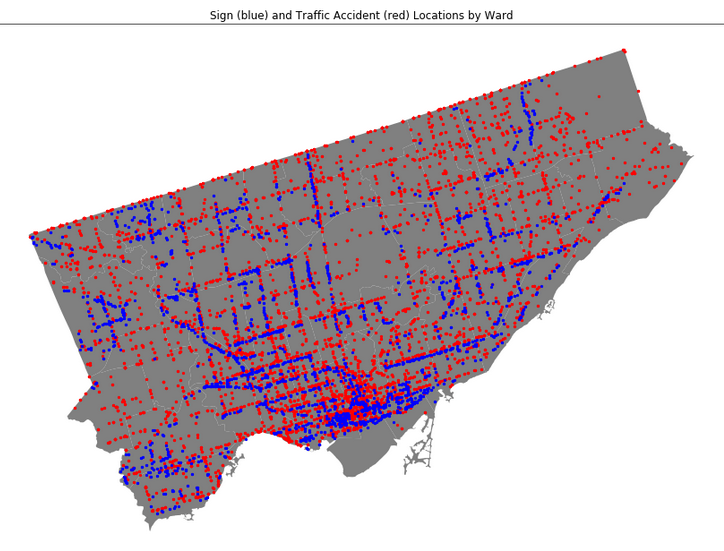 Sign (blue) and Traffic Accident (red) Locations by Ward